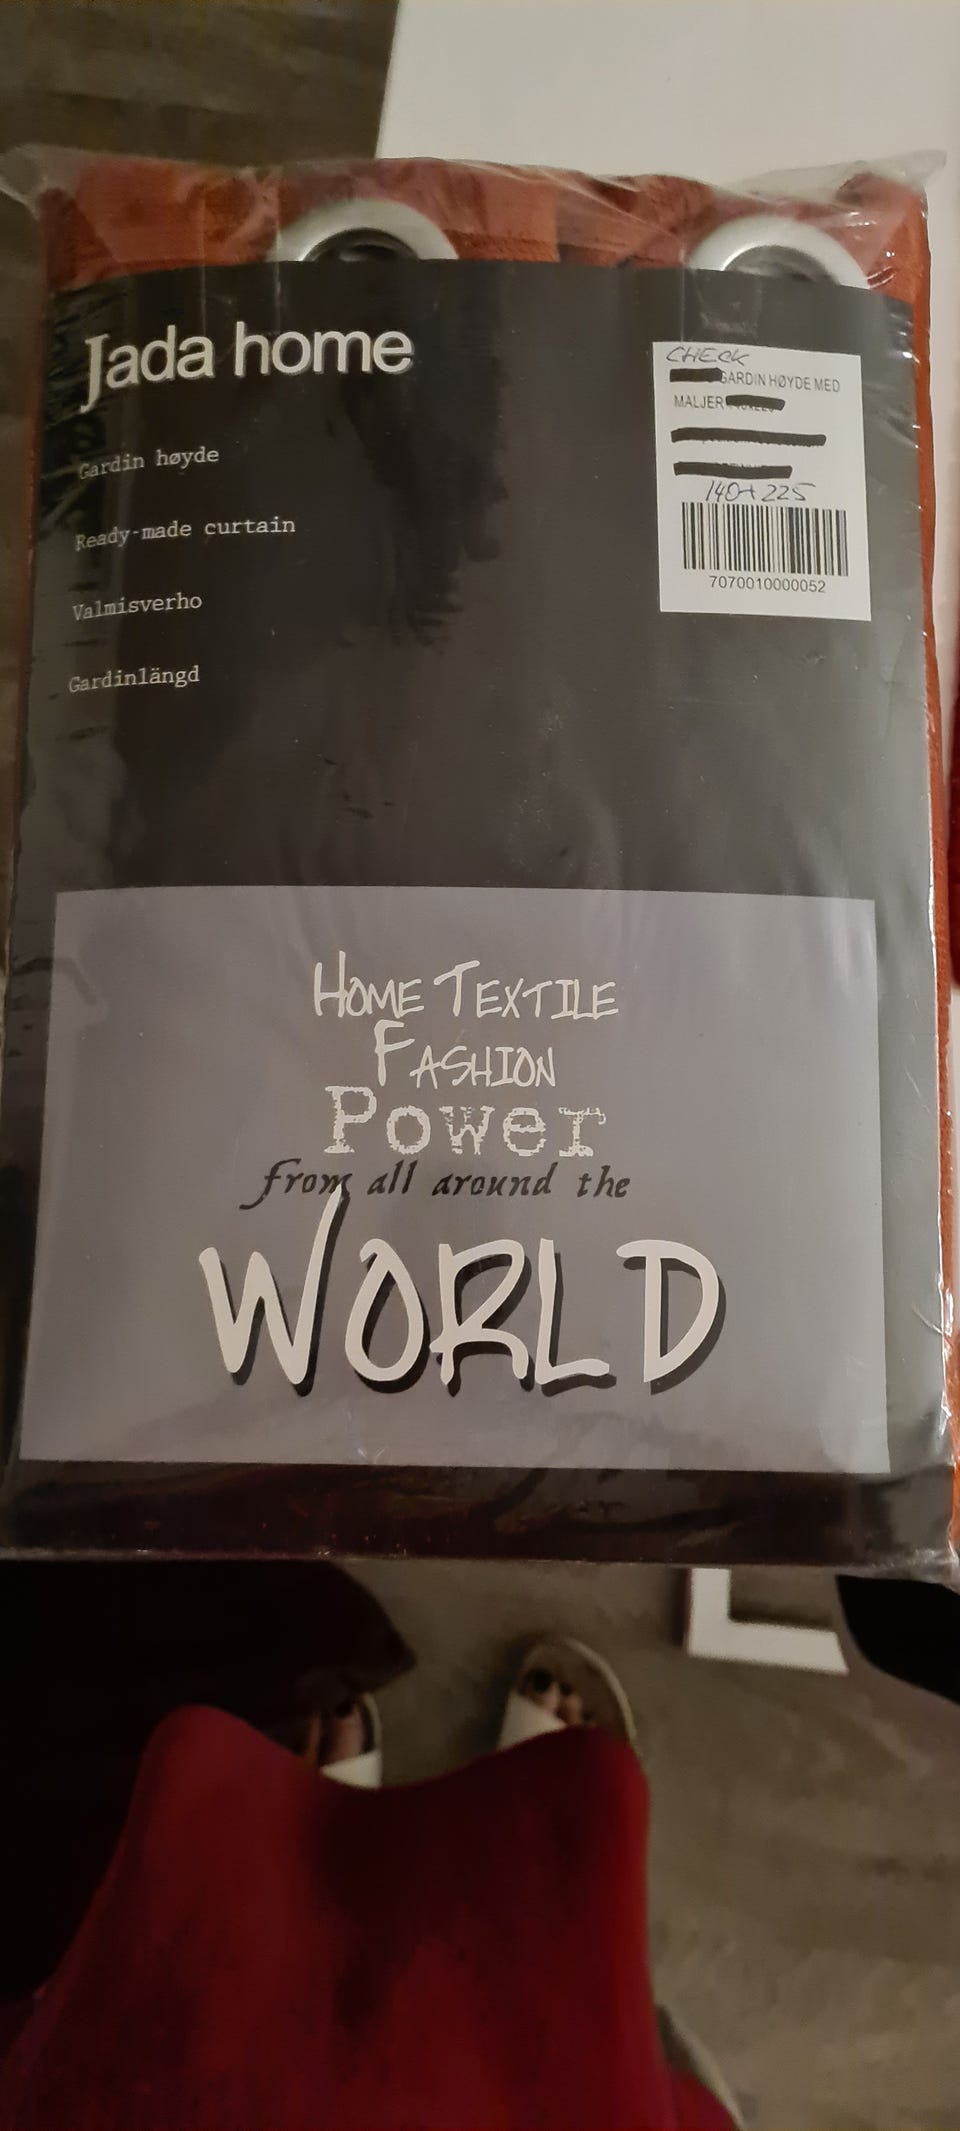 Jada home
Gardin høyde
Ready-made curtain
Valmisverho
Gardinlängd
CHECK
GARDIN HØYDE MED
MALJER
140+225
7070010000052
HOME TEXTILE
FASHION
Power
from all around the
WORLD